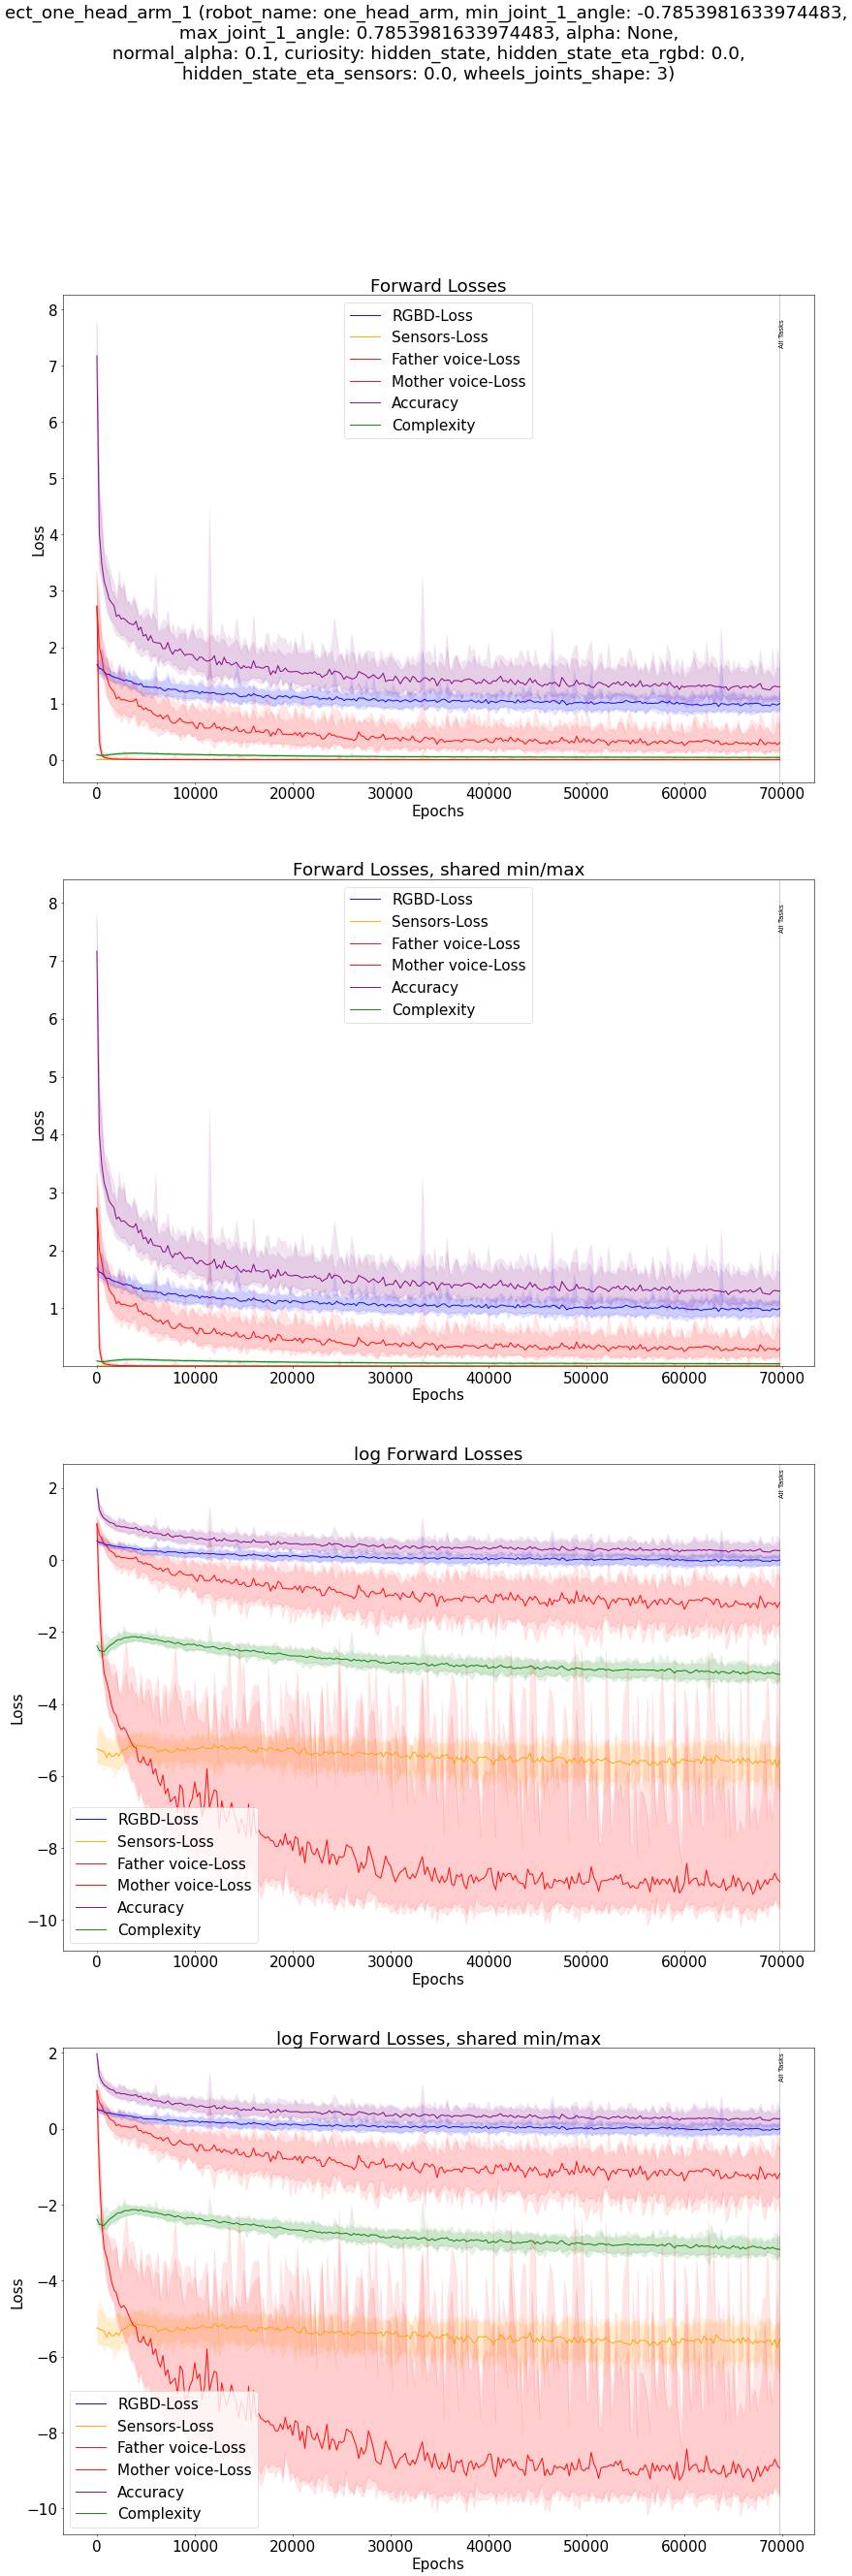 ect_one_head_arm_1 (robot_name: one_head_arm, min_joint_1_angle: -0.7853981633974483,
max_joint_1_angle: 0.7853981633974483, alpha: None,
normal_alpha: 0.1, curiosity: hidden_state, hidden_state_eta_rgbd: 0.0,
hidden_state_eta_sensors: 0.0, wheels_joints_shape: 3)
Forward Losses
8
7
6
5
4
3
2
1
0
Loss
RGBD-Loss
Sensors-Loss
Father voice-Loss
Mother voice-Loss
Accuracy
Complexity
All Tasks
0 10000 20000 30000 40000 50000 60000 70000
Epochs
Forward Losses, shared min/max
8
7
6
5
4
3
2
1
Loss
RGBD-Loss
Sensors-Loss
Father voice-Loss
Mother voice-Loss
Accuracy
Complexity
All Tasks
0 10000 20000 30000 40000 50000 60000 70000
Epochs
log Forward Losses
2
0
−2
−4
−6
−8
−10
Loss
RGBD-Loss
Sensors-Loss
Father voice-Loss
Mother voice-Loss
Accuracy
Complexity
All Tasks
0 10000 20000 30000 40000 50000 60000 70000
Epochs
log Forward Losses, shared min/max
2
0
−2
−4
−6
−8
−10
Loss
RGBD-Loss
Sensors-Loss
Father voice-Loss
Mother voice-Loss
Accuracy
Complexity
All Tasks
0 10000 20000 30000 40000 50000 60000 70000
Epochs